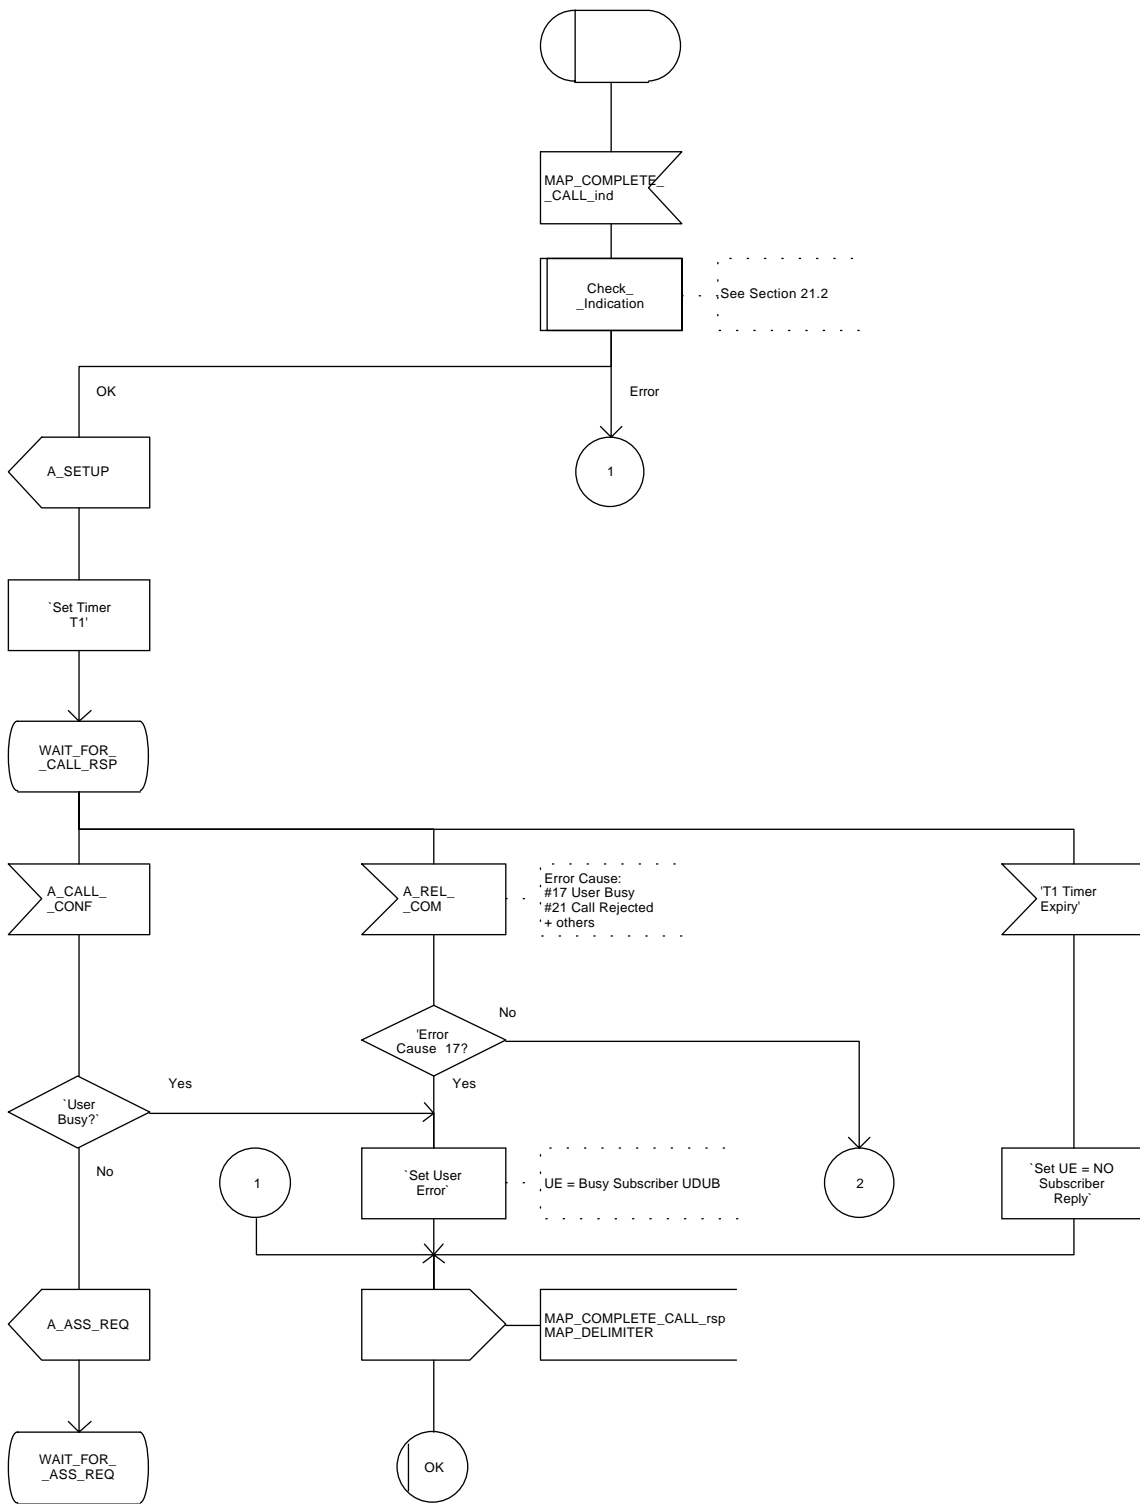 MAP_COMPLETE_
_CALL_ind
Check_
_Indication
See Section 21.2
OK
Error
A_SETUP
1
`Set Timer
T1'
WAIT_FOR_
_CALL_RSP
A_CALL_
_CONF
A_REL_
_COM
Error Cause:
#17 User Busy
#21 Call Rejected
+ others
'T1 Timer
Expiry'
'Error
Cause 17?
No
Yes
`User
Busy?`
Yes
No
1
`Set User
Error`
UE = Busy Subscriber UDUB
2
`Set UE = NO
Subscriber
Reply`
A_ASS_REQ
MAP_COMPLETE_CALL_rsp
MAP_DELIMITER
WAIT_FOR_
_ASS_REQ
OK